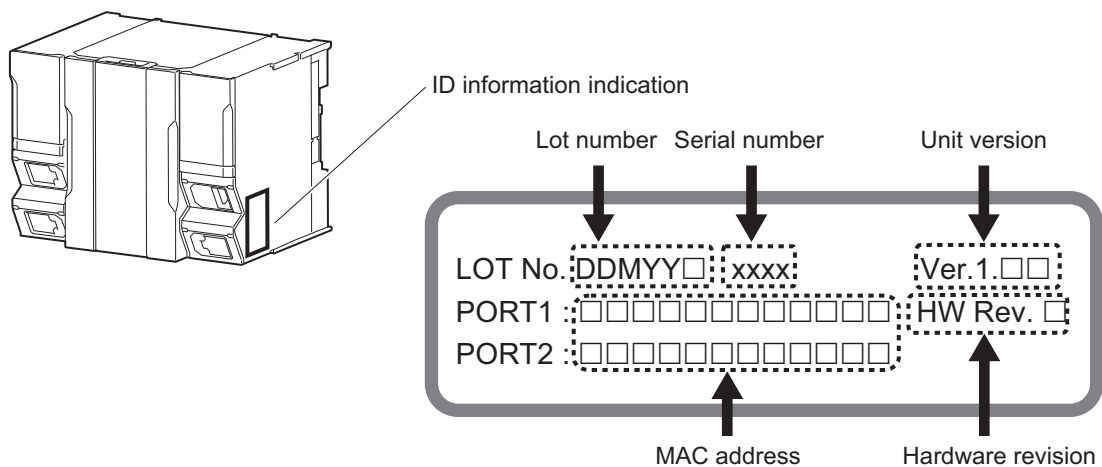 ID information indication
Lot number Serial number Unit version
LOT No. DDMYY□ xxxx Ver.1.□□
PORT1 : □□□□□□□□□□□□ HW Rev. □
PORT2 : □□□□□□□□□□□□
MAC address Hardware revision